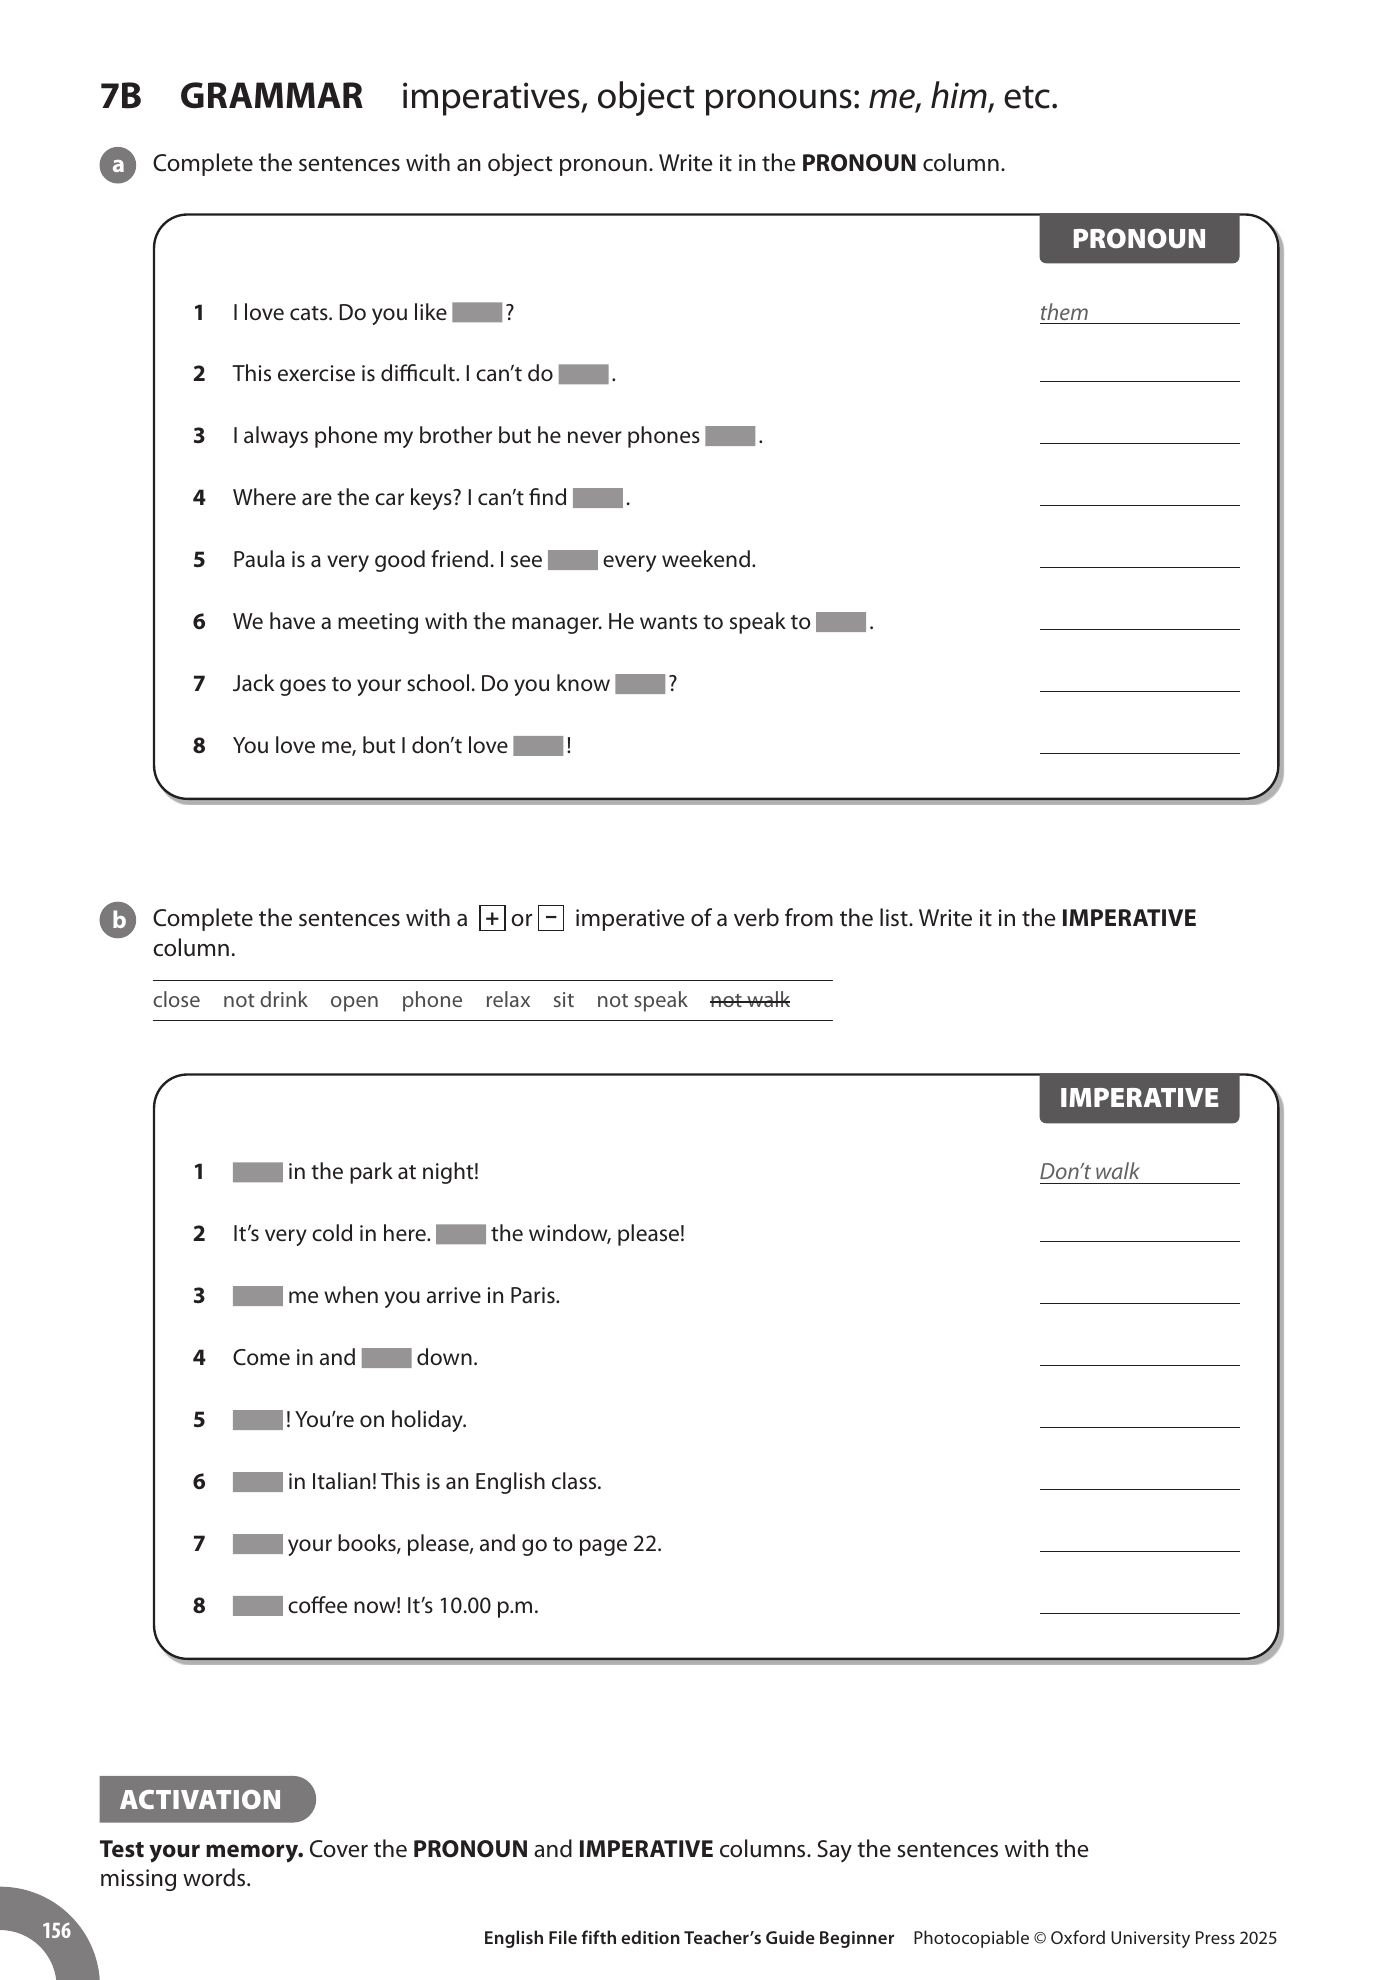 7B GRAMMAR imperatives, object pronouns: me, him, etc.
a Complete the sentences with an object pronoun. Write it in the PRONOUN column.
PRONOUN
1 I love cats. Do you like ? them
2 This exercise is difficult. I can’t do .
3 I always phone my brother but he never phones .
4 Where are the car keys? I can’t find .
5 Paula is a very good friend. I see every weekend.
6 We have a meeting with the manager. He wants to speak to .
7 Jack goes to your school. Do you know ?
8 You love me, but I don’t love !
b Complete the sentences with a + or − imperative of a verb from the list. Write it in the IMPERATIVE
column.
close not drink open phone relax sit not speak not walk
IMPERATIVE
1 in the park at night! Don’t walk
2 It’s very cold in here. the window, please!
3 me when you arrive in Paris.
4 Come in and down.
5 ! You’re on holiday.
6 in Italian! This is an English class.
7 your books, please, and go to page 22.
8 coffee now! It’s 10.00 p.m.
ACTIVATION
Test your memory. Cover the PRONOUN and IMPERATIVE columns. Say the sentences with the
missing words.
156
English File fifth edition Teacher’s Guide Beginner Photocopiable © Oxford University Press 2025